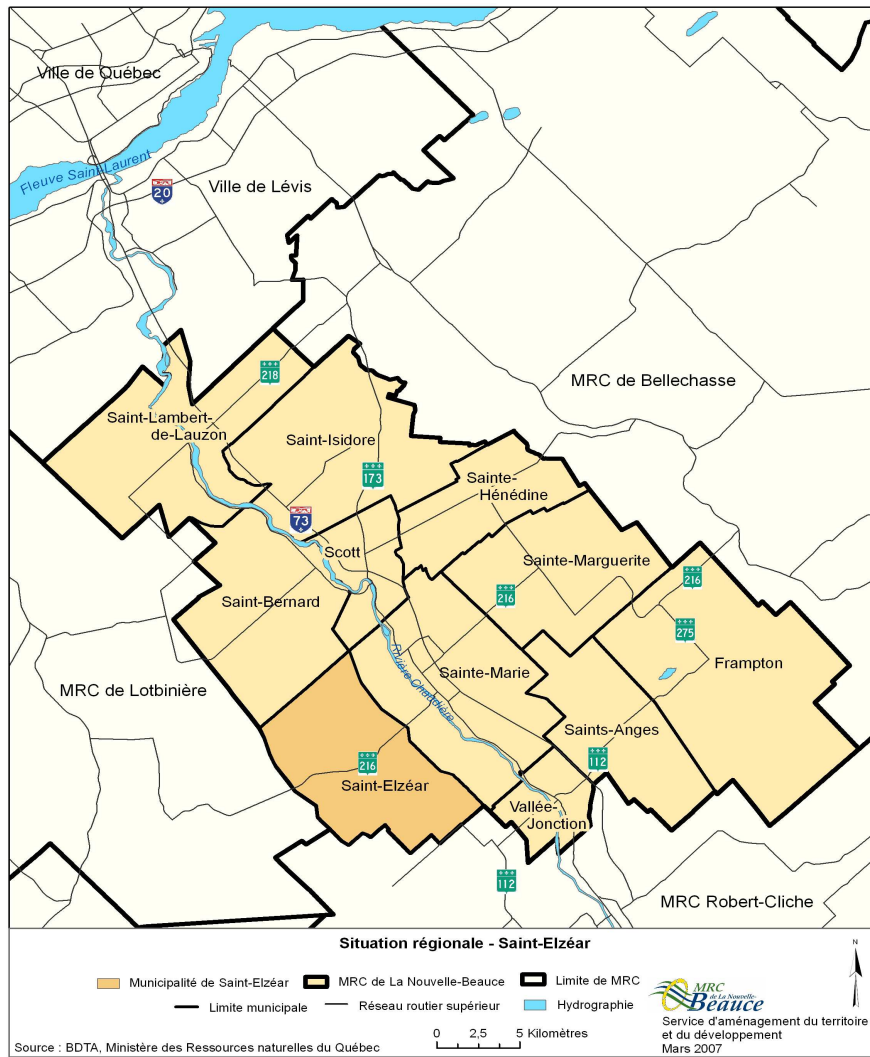 Ville de Québec
Fleuve Saint-Laurent
20
Ville de Lévis
MRC de Bellechasse
218
Saint-Lambert-
de-Lauzon
Saint-Isidore
173
Sainte-
Hénédine
73
Scott
Sainte-Marguerite
216
216
Saint-Bernard
275
Frampton
MRC de Lotbinière
Sainte-Marie
Rivière Chaudière
Saints-Anges
216
112
Saint-Elzéar
Vallée-
Jonction
112
MRC Robert-Cliche
Situation régionale - Saint-Elzéar
N
Municipalité de Saint-Elzéar
MRC de La Nouvelle-Beauce
Limite de MRC
Limite municipale
Réseau routier supérieur
Hydrographie
MRC
de La Nouvelle-
Beauce
0 2,5 5 Kilomètres
Service d'aménagement du territoire
et du développement
Mars 2007
Source : BDTA, Ministère des Ressources naturelles du Québec